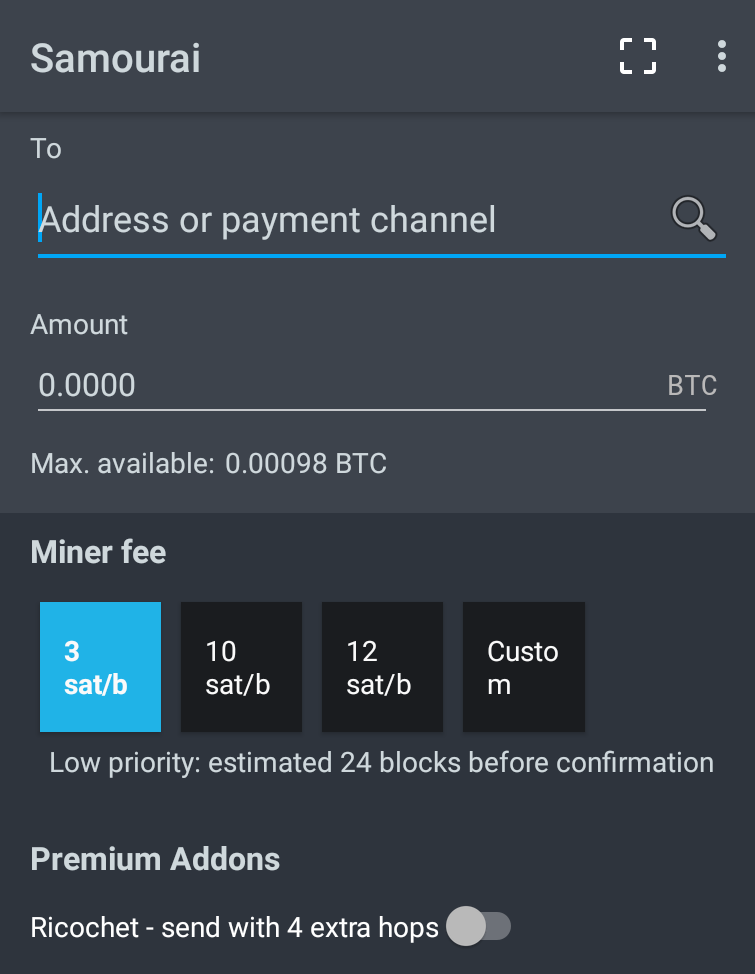 Samourai
To
Address or payment channel
Amount
0.0000 BTC
Max. available: 0.00098 BTC
Miner fee
3
sat/b
10
sat/b
12
sat/b
Custo
m
Low priority: estimated 24 blocks before confirmation
Premium Addons
Ricochet - send with 4 extra hops